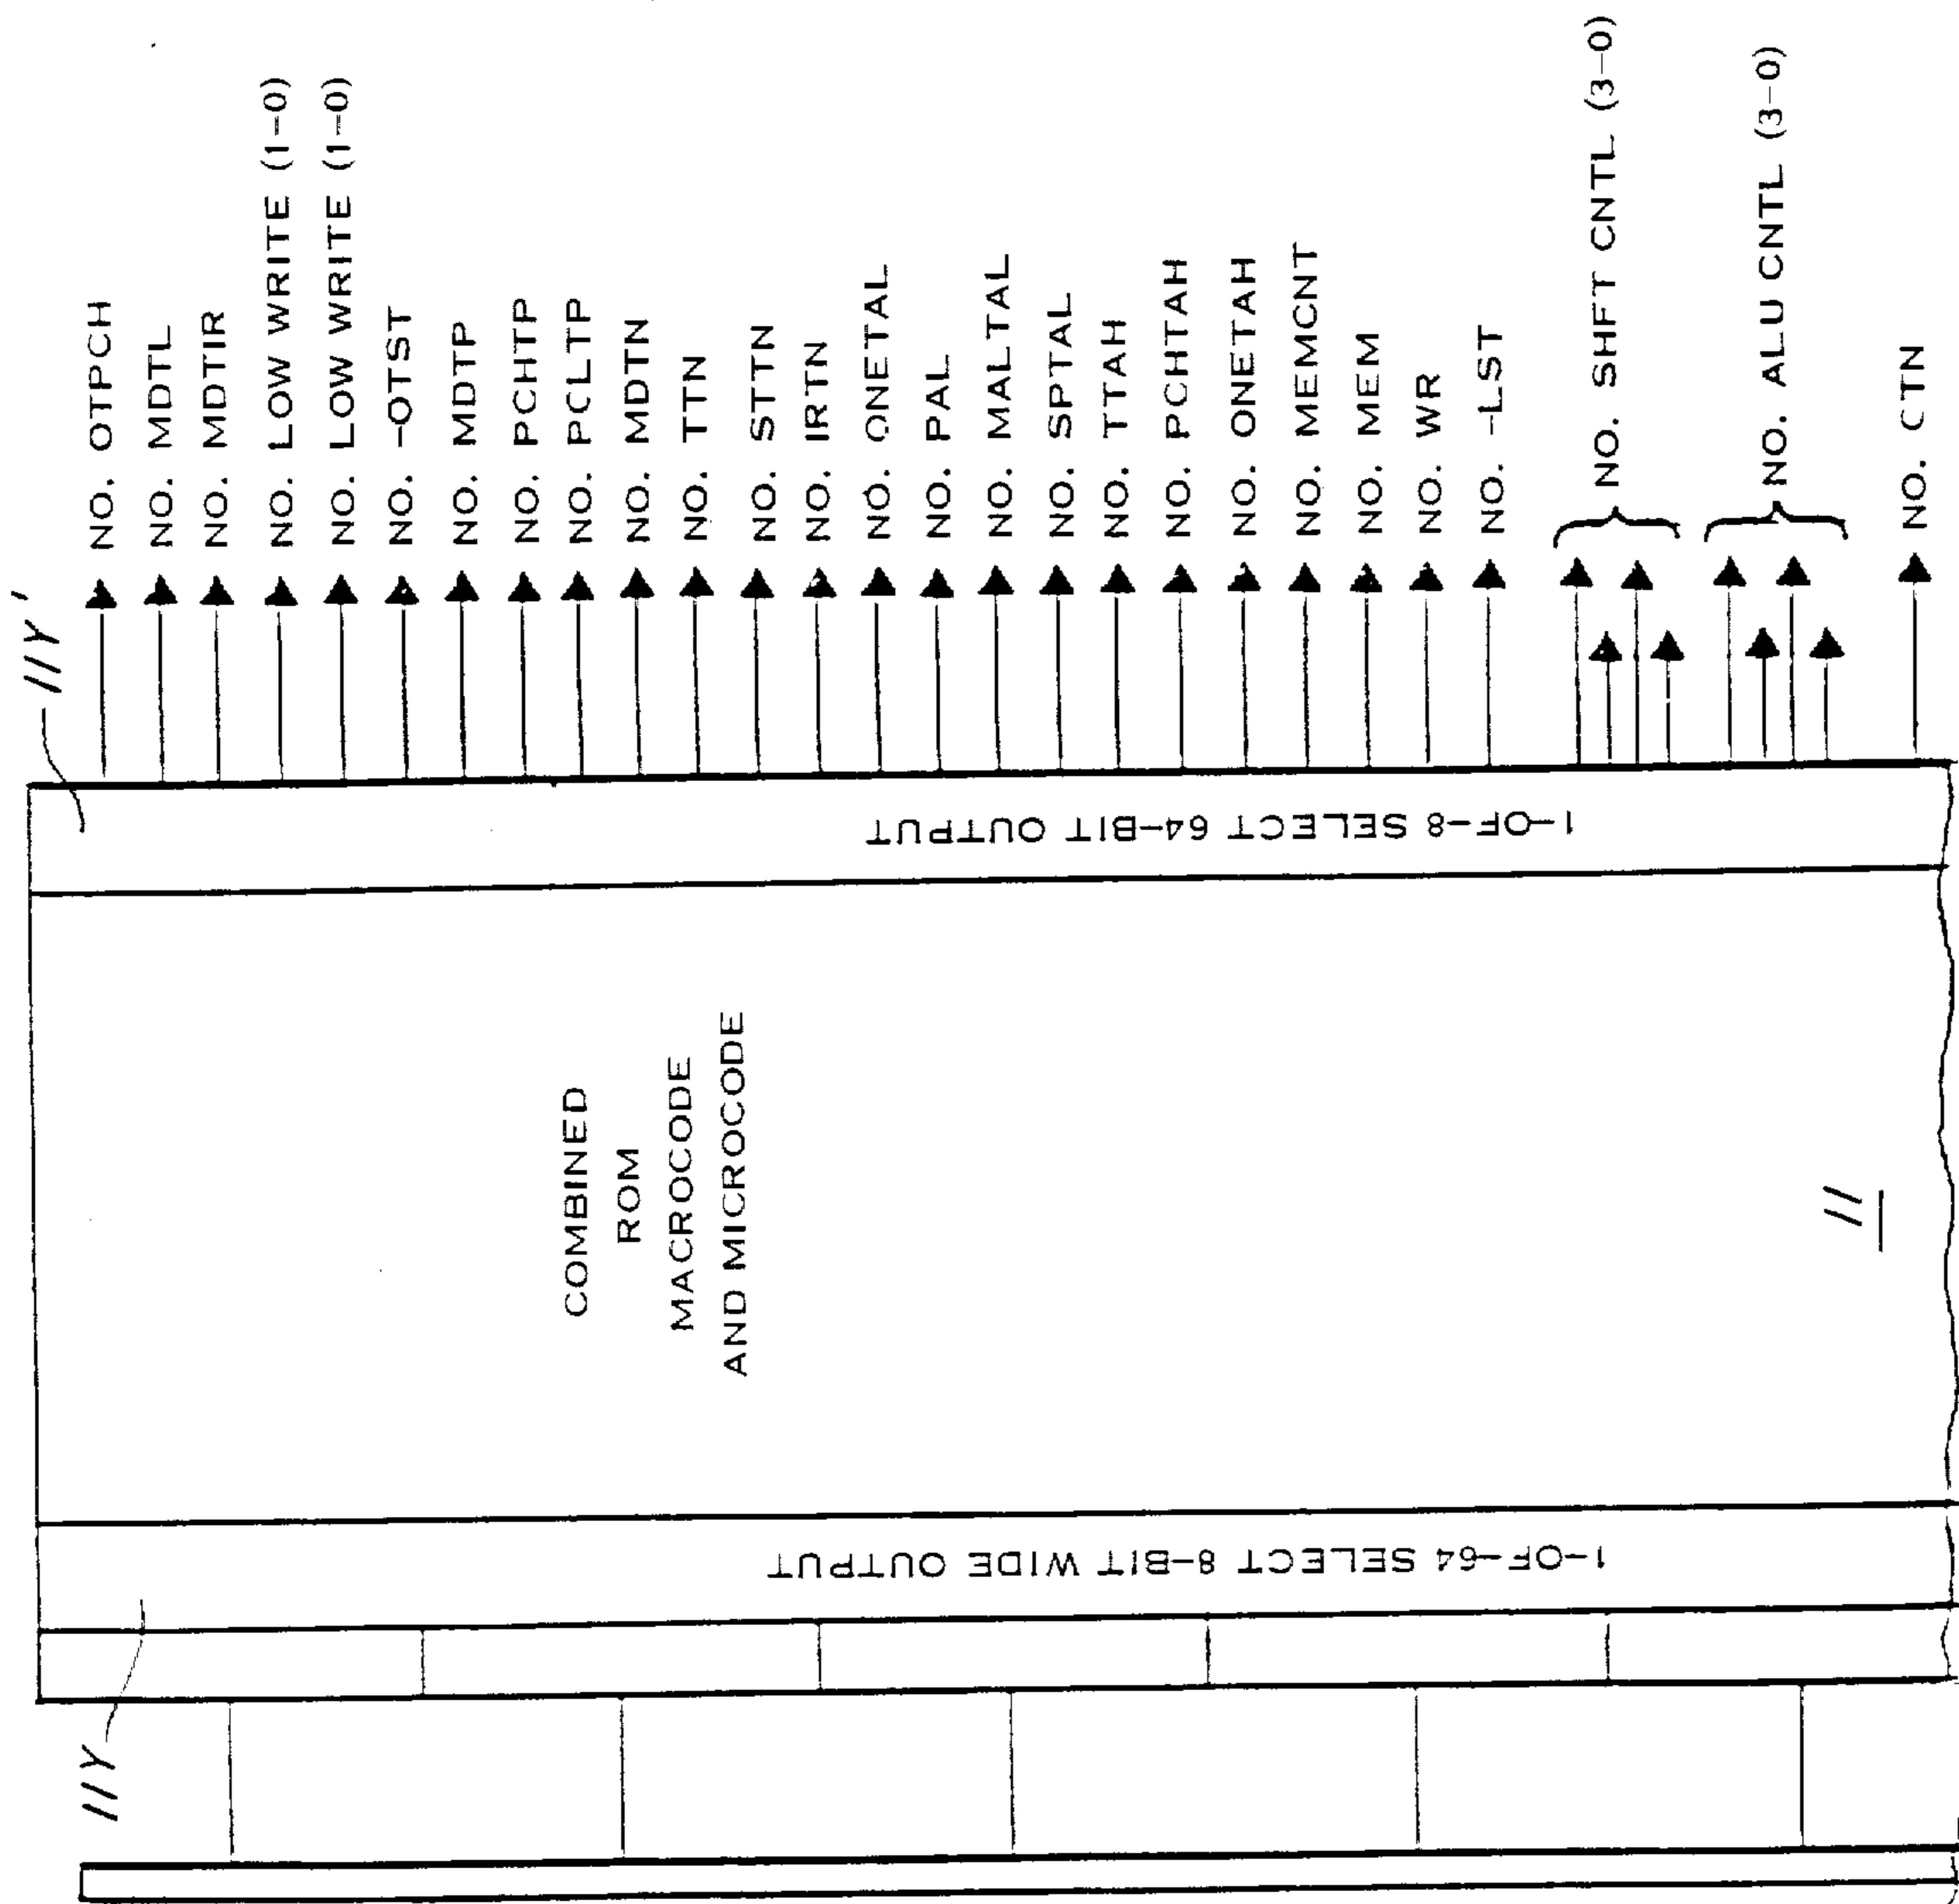 11Y'
NO. OTPCH
NO. MDTL
NO. MDTIR
NO. LOW WRITE (1-0)
NO. LOW WRITE (1-0)
NO. -OTST
NO. MDTP
NO. PCHTP
NO. PCLTP
NO. MDTN
NO. TTN
NO. STTN
NO. IRTN
NO. ONETAL
NO. PAL
NO. MALTAL
NO. SPTAL
NO. TTAH
NO. PCHTAH
NO. ONETAH
NO. MEMCNT
NO. MEM
NO. WR
NO. -LST
NO. SHFT CNTL (3-0)
NO. ALU CNTL (3-0)
NO. CTN
1-OF-8 SELECT 64-BIT OUTPUT
COMBINED
ROM
MACROCODE
AND MICROCODE
11
1-OF-64 SELECT 8-BIT WIDE OUTPUT
11Y